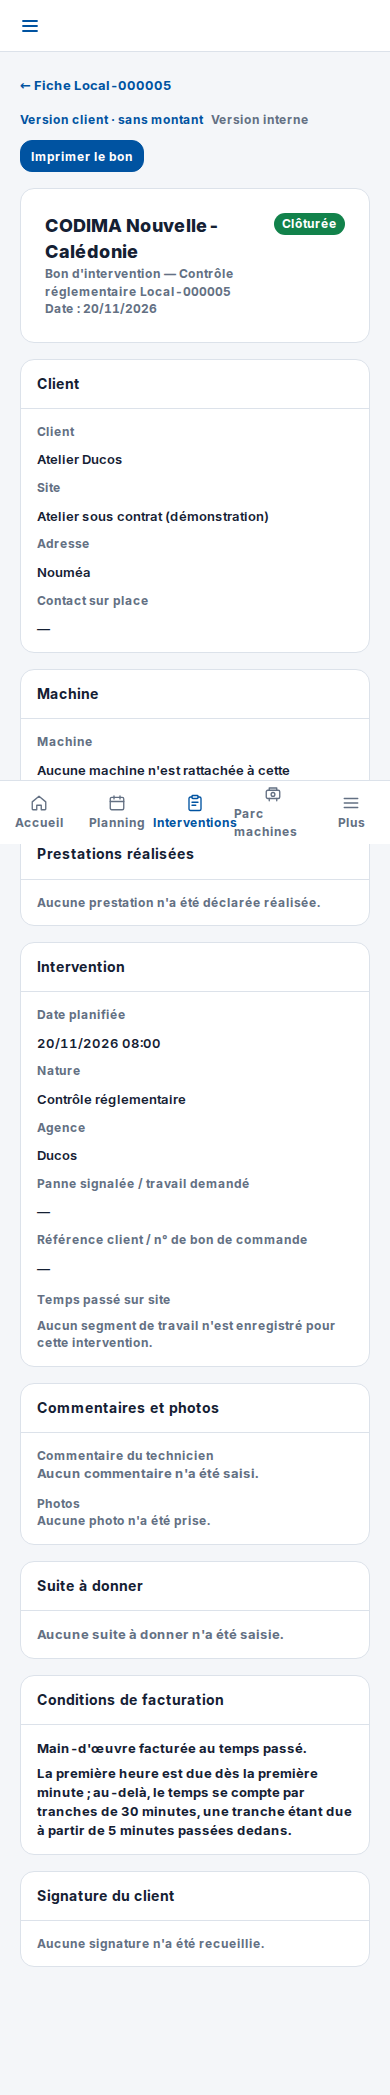 ← Fiche Local-000005
Version client · sans montant Version interne
Imprimer le bon
CODIMA Nouvelle-
Calédonie
Clôturée
Bon d'intervention — Contrôle
réglementaire Local-000005
Date : 20/11/2026
Client
Client
Atelier Ducos
Site
Atelier sous contrat (démonstration)
Adresse
Nouméa
Contact sur place
—
Machine
Machine
Aucune machine n'est rattachée à cette
Accueil
Planning
Interventions
Parc
machines
Plus
Prestations réalisées
Aucune prestation n'a été déclarée réalisée.
Intervention
Date planifiée
20/11/2026 08:00
Nature
Contrôle réglementaire
Agence
Ducos
Panne signalée / travail demandé
—
Référence client / n° de bon de commande
—
Temps passé sur site
Aucun segment de travail n'est enregistré pour
cette intervention.
Commentaires et photos
Commentaire du technicien
Aucun commentaire n'a été saisi.
Photos
Aucune photo n'a été prise.
Suite à donner
Aucune suite à donner n'a été saisie.
Conditions de facturation
Main-d'œuvre facturée au temps passé.
La première heure est due dès la première
minute ; au-delà, le temps se compte par
tranches de 30 minutes, une tranche étant due
à partir de 5 minutes passées dedans.
Signature du client
Aucune signature n'a été recueillie.